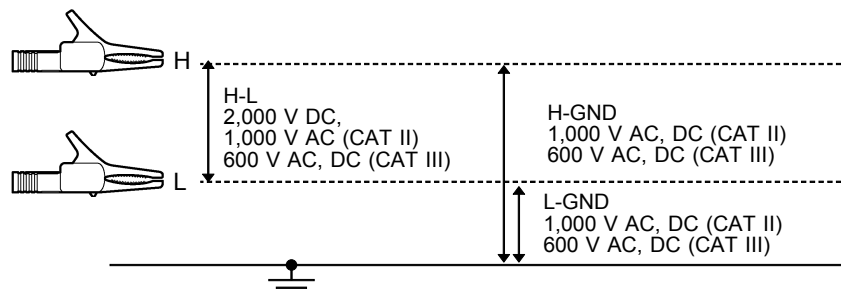 H
H-L
2,000 V DC,
1,000 V AC (CAT II)
600 V AC, DC (CAT III)
H-GND
1,000 V AC, DC (CAT II)
600 V AC, DC (CAT III)
L
L-GND
1,000 V AC, DC (CAT II)
600 V AC, DC (CAT III)